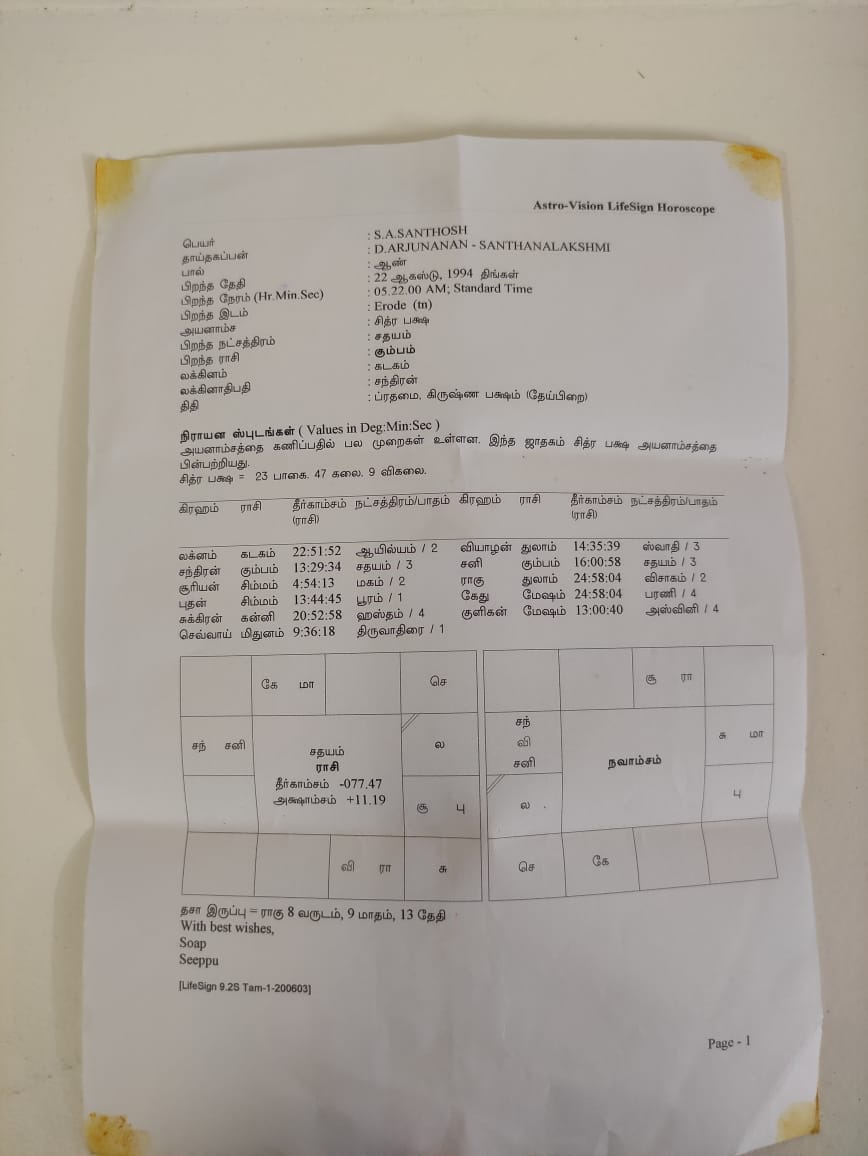 Astro-Vision LifeSign Horoscope
பெயர் : S.A.SANTHOSH
தாய்தகப்பன் : D.ARJUNANAN - SANTHANALAKSHMI
பால் : ஆண்
பிறந்த தேதி : 22 ஆகஸ்டு, 1994 திங்கள்
பிறந்த நேரம் (Hr.Min.Sec) : 05.22.00 AM; Standard Time
பிறந்த இடம் : Erode (tn)
அயனாம்ச : சித்ர பக்ஷ
பிறந்த நட்சத்திரம் : சதயம்
பிறந்த ராசி : கும்பம்
லக்கினம் : கடகம்
லக்கினாதிபதி : சந்திரன்
திதி : ப்ரதமை, கிருஷ்ண பக்ஷம் (தேய்பிறை)
நிராயன ஸ்புடங்கள் ( Values in Deg:Min:Sec )
அயனாம்சத்தை கணிப்பதில் பல முறைகள் உள்ளன. இந்த ஜாதகம் சித்ர பக்ஷ அயனாம்சத்தை
பின்பற்றியது.
சித்ர பக்ஷ = 23 பாகை. 47 கலை. 9 விகலை.
கிரஹம் ராசி தீர்காம்சம் நட்சத்திரம்/பாதம் கிரஹம் ராசி தீர்காம்சம் நட்சத்திரம்/பாதம்
(ராசி) (ராசி)
லக்னம் கடகம் 22:51:52 ஆயில்யம் / 2 வியாழன் துலாம் 14:35:39 ஸ்வாதி / 3
சந்திரன் கும்பம் 13:29:34 சதயம் / 3 சனி கும்பம் 16:00:58 சதயம் / 3
சூரியன் சிம்மம் 4:54:13 மகம் / 2 ராகு துலாம் 24:58:04 விசாகம் / 2
புதன் சிம்மம் 13:44:45 பூரம் / 1 கேது மேஷம் 24:58:04 பரணி / 4
சுக்கிரன் கன்னி 20:52:58 ஹஸ்தம் / 4 குளிகன் மேஷம் 13:00:40 அஸ்வினி / 4
செவ்வாய் மிதுனம் 9:36:18 திருவாதிரை / 1
கே மா செ சூ ரா
சந் சனி ல சந் வி சனி சு மா
சதயம்
ராசி
தீர்காம்சம் -077.47
அக்ஷாம்சம் +11.19
நவாம்சம்
சூ பு ல பு
வி ரா சு செ கே
தசா இருப்பு = ராகு 8 வருடம், 9 மாதம், 13 தேதி
With best wishes,
Soap
Seeppu
[LifeSign 9.2S Tam-1-200603]
Page - 1